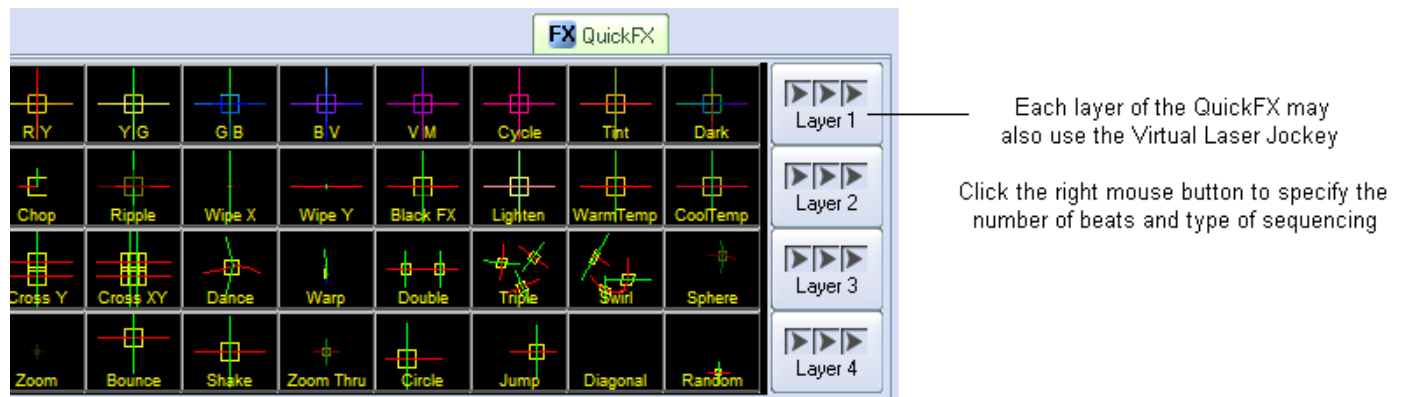 FX QuickFX
R Y Y G G B B V V M Cycle Tint Dark Layer 1
Chop Ripple Wipe X Wipe Y Black FX Lighten WarmTemp CoolTemp Layer 2
Cross Y Cross XY Dance Warp Double Triple Swirl Sphere Layer 3
Zoom Bounce Shake Zoom Thru Circle Jump Diagonal Random Layer 4
Each layer of the QuickFX may
also use the Virtual Laser Jockey
Click the right mouse button to specify the
number of beats and type of sequencing